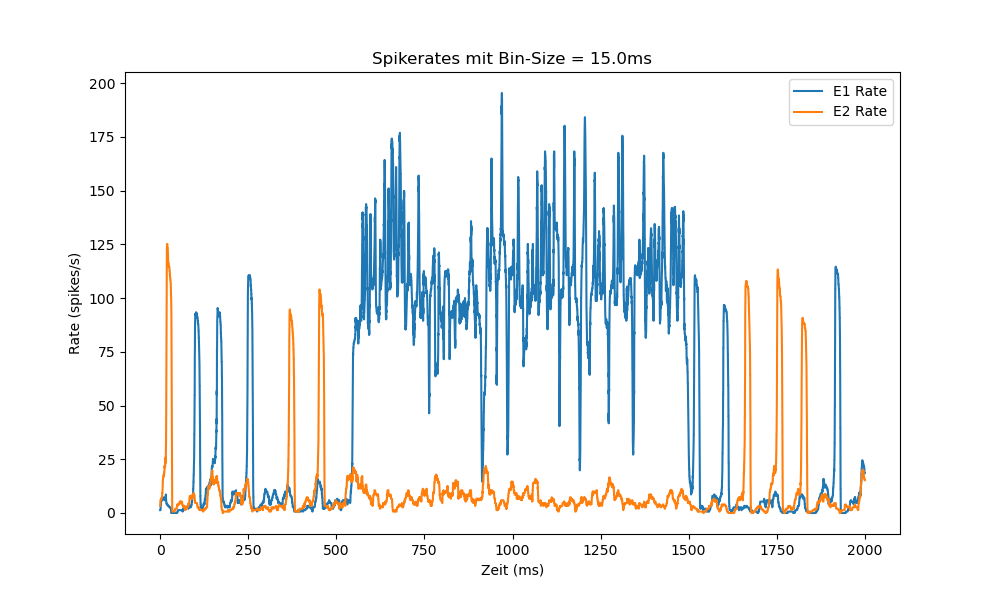 Spikerates mit Bin-Size = 15.0ms
E1 Rate
E2 Rate
Rate (spikes/s)
200
175
150
125
100
75
50
25
0
0 250 500 750 1000 1250 1500 1750 2000
Zeit (ms)